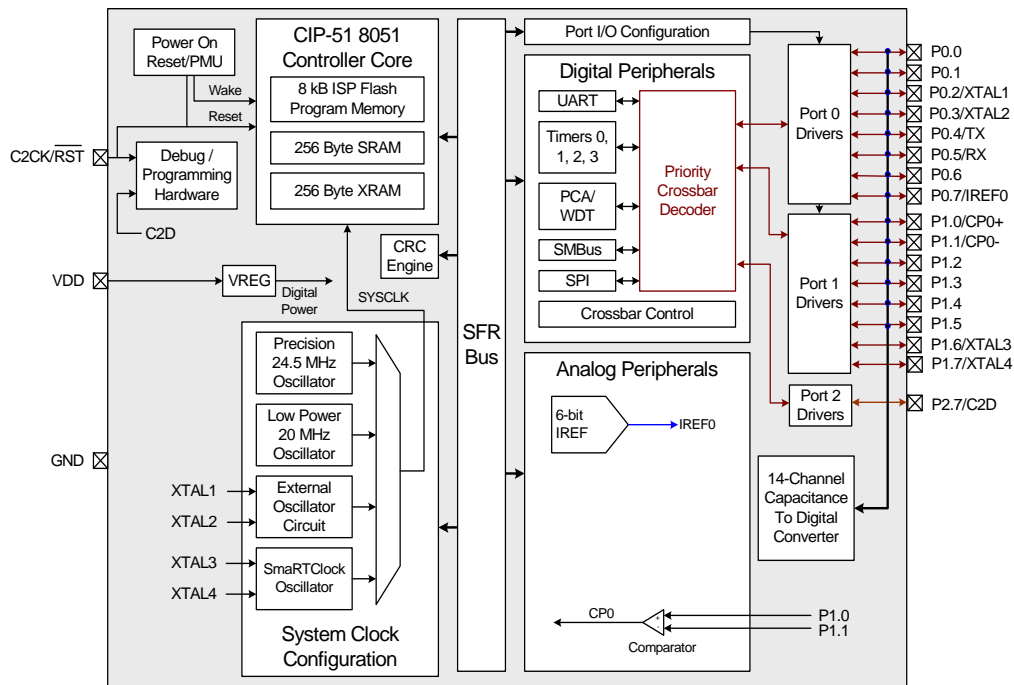 Power On
Reset/PMU
Wake
Reset
C2CK/RST
Debug /
Programming
Hardware
C2D
VDD
VREG
Digital
Power
GND
CIP-51 8051
Controller Core
8 kB ISP Flash
Program Memory
256 Byte SRAM
256 Byte XRAM
CRC
Engine
SYSCLK
Precision
24.5 MHz
Oscillator
Low Power
20 MHz
Oscillator
XTAL1
XTAL2
External
Oscillator
Circuit
XTAL3
XTAL4
SmaRTClock
Oscillator
System Clock
Configuration
SFR
Bus
Port I/O Configuration
Digital Peripherals
UART
Timers 0,
1, 2, 3
PCA/
WDT
SMBus
SPI
Priority
Crossbar
Decoder
Crossbar Control
Analog Peripherals
6-bit
IREF
IREF0
CP0
+
-
Comparator
P1.0
P1.1
Port 0
Drivers
Port 1
Drivers
Port 2
Drivers
14-Channel
Capacitance
To Digital
Converter
P0.0
P0.1
P0.2/XTAL1
P0.3/XTAL2
P0.4/TX
P0.5/RX
P0.6
P0.7/IREF0
P1.0/CP0+
P1.1/CP0-
P1.2
P1.3
P1.4
P1.5
P1.6/XTAL3
P1.7/XTAL4
P2.7/C2D